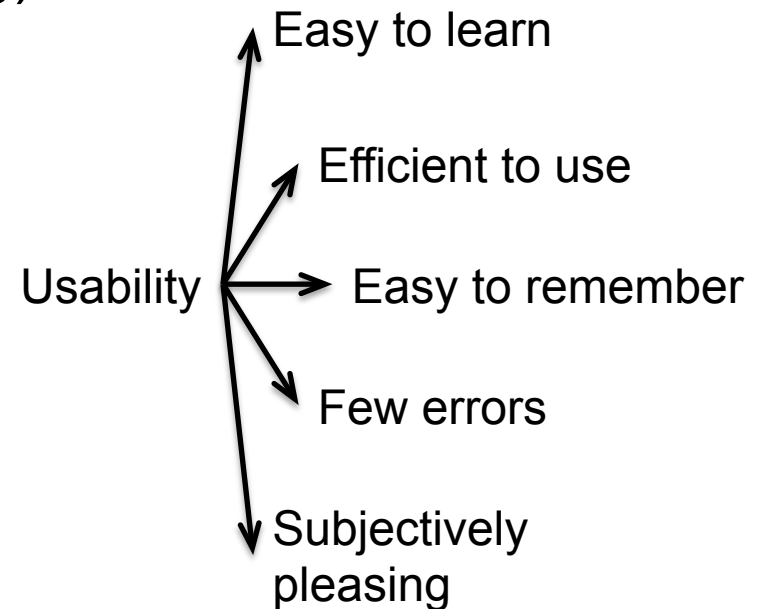 Easy to learn
Efficient to use
Usability
Easy to remember
Few errors
Subjectively
pleasing